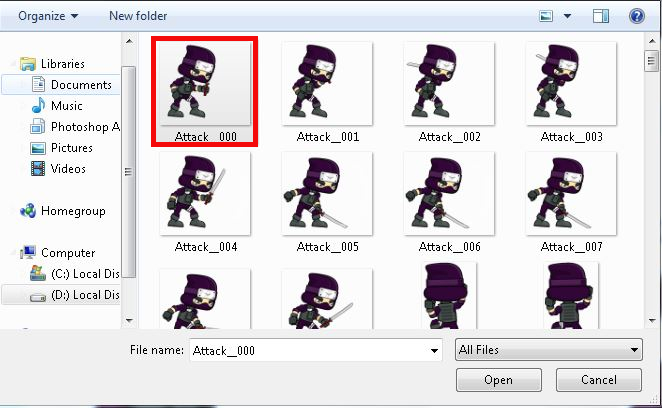 Organize New folder
Libraries
Documents
Music
Photoshop A
Pictures
Videos
Homegroup
Computer
(C:) Local Dis
(D:) Local Dis
Attack__000 Attack__001 Attack__002 Attack__003
Attack__004 Attack__005 Attack__006 Attack__007
File name: Attack__000 All Files
Open Cancel